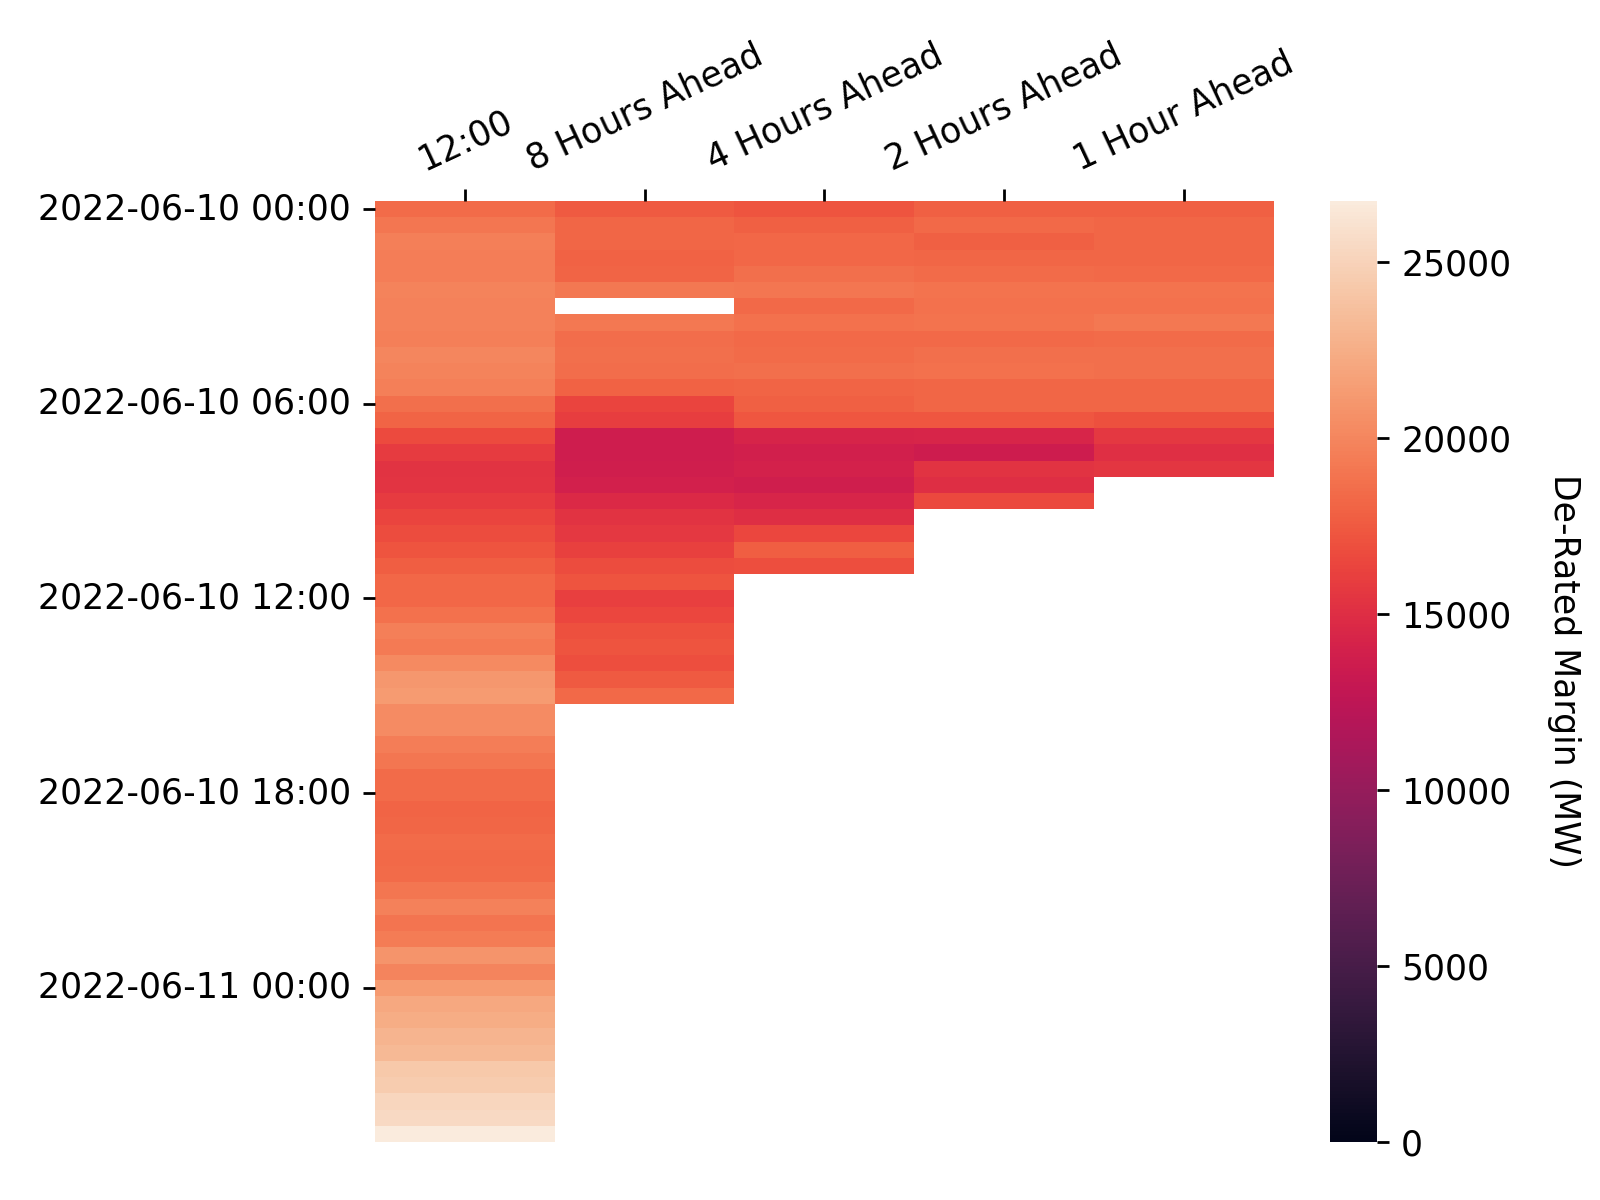 12:00
8 Hours Ahead
4 Hours Ahead
2 Hours Ahead
1 Hour Ahead
2022-06-10 00:00
2022-06-10 06:00
2022-06-10 12:00
2022-06-10 18:00
2022-06-11 00:00
25000
20000
15000
10000
5000
0
De-Rated Margin (MW)